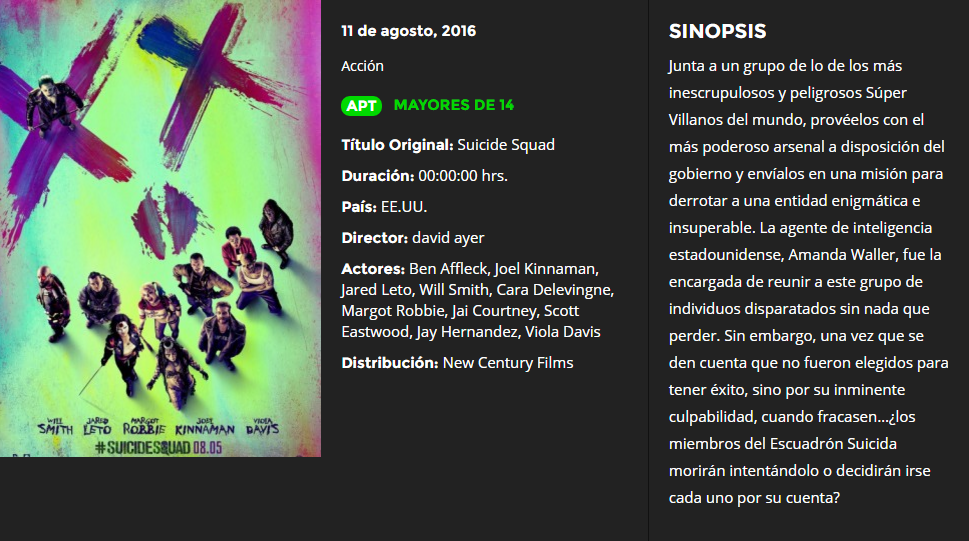 WILL SMITH
JARED LETO
MARGOT ROBBIE
JOEL KINNAMAN
VIOLA DAVIS
#SUICIDESQUAD 08.05
11 de agosto, 2016
Acción
APT MAYORES DE 14
Título Original: Suicide Squad
Duración: 00:00:00 hrs.
País: EE.UU.
Director: david ayer
Actores: Ben Affleck, Joel Kinnaman,
Jared Leto, Will Smith, Cara Delevingne,
Margot Robbie, Jai Courtney, Scott
Eastwood, Jay Hernandez, Viola Davis
Distribución: New Century Films
SINOPSIS
Junta a un grupo de lo de los más
inescrupulosos y peligrosos Súper
Villanos del mundo, provéelos con el
más poderoso arsenal a disposición del
gobierno y envíalos en una misión para
derrotar a una entidad enigmática e
insuperable. La agente de inteligencia
estadounidense, Amanda Waller, fue la
encargada de reunir a este grupo de
individuos disparatados sin nada que
perder. Sin embargo, una vez que se
den cuenta que no fueron elegidos para
tener éxito, sino por su inminente
culpabilidad, cuando fracasen...¿los
miembros del Escuadrón Suicida
morirán intentándolo o decidirán irse
cada uno por su cuenta?